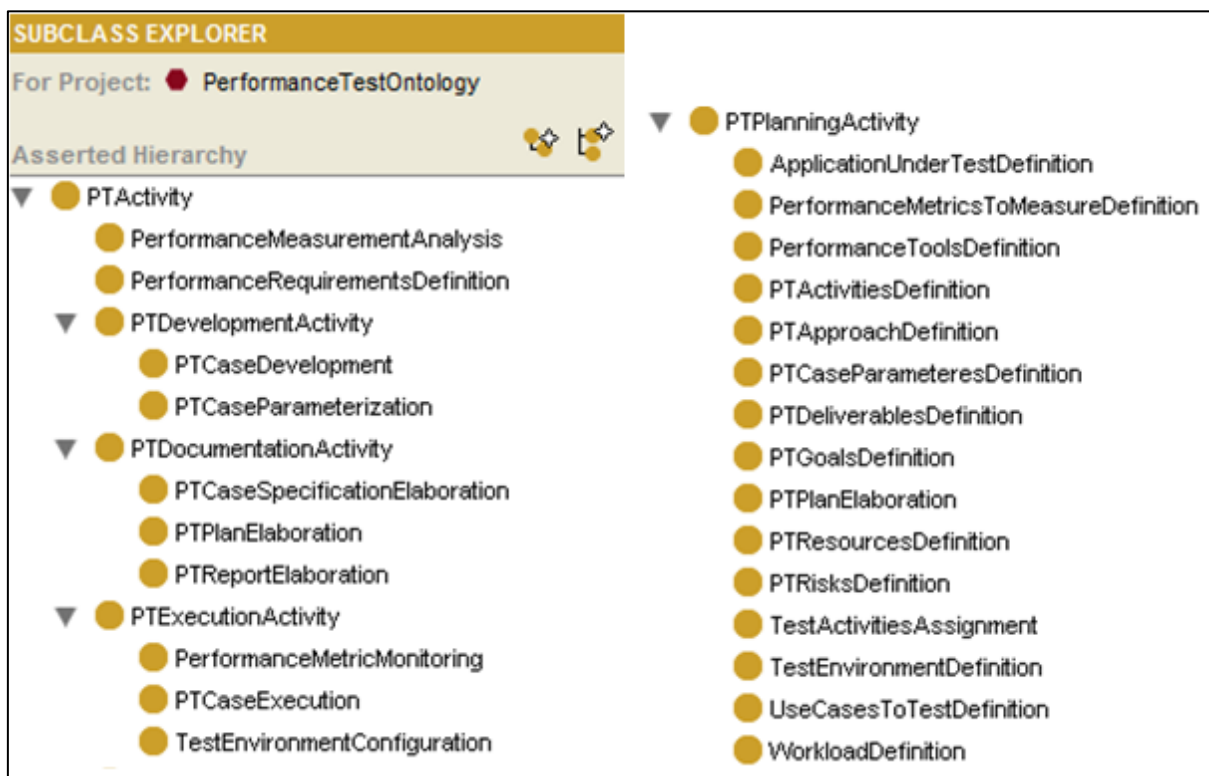 SUBCLASS EXPLORER
For Project: PerformanceTestOntology
Asserted Hierarchy
PTActivity
PerformanceMeasurementAnalysis
PerformanceRequirementsDefinition
PTDevelopmentActivity
PTCaseDevelopment
PTCaseParameterization
PTDocumentationActivity
PTCaseSpecificationElaboration
PTPlanElaboration
PTReportElaboration
PTExecutionActivity
PerformanceMetricMonitoring
PTCaseExecution
TestEnvironmentConfiguration
PTPlanningActivity
ApplicationUnderTestDefinition
PerformanceMetricsToMeasureDefinition
PerformanceToolsDefinition
PTActivitiesDefinition
PTApproachDefinition
PTCaseParameteresDefinition
PTDeliverablesDefinition
PTGoalsDefinition
PTPlanElaboration
PTResourcesDefinition
PTRisksDefinition
TestActivitiesAssignment
TestEnvironmentDefinition
UseCasesToTestDefinition
WorkloadDefinition